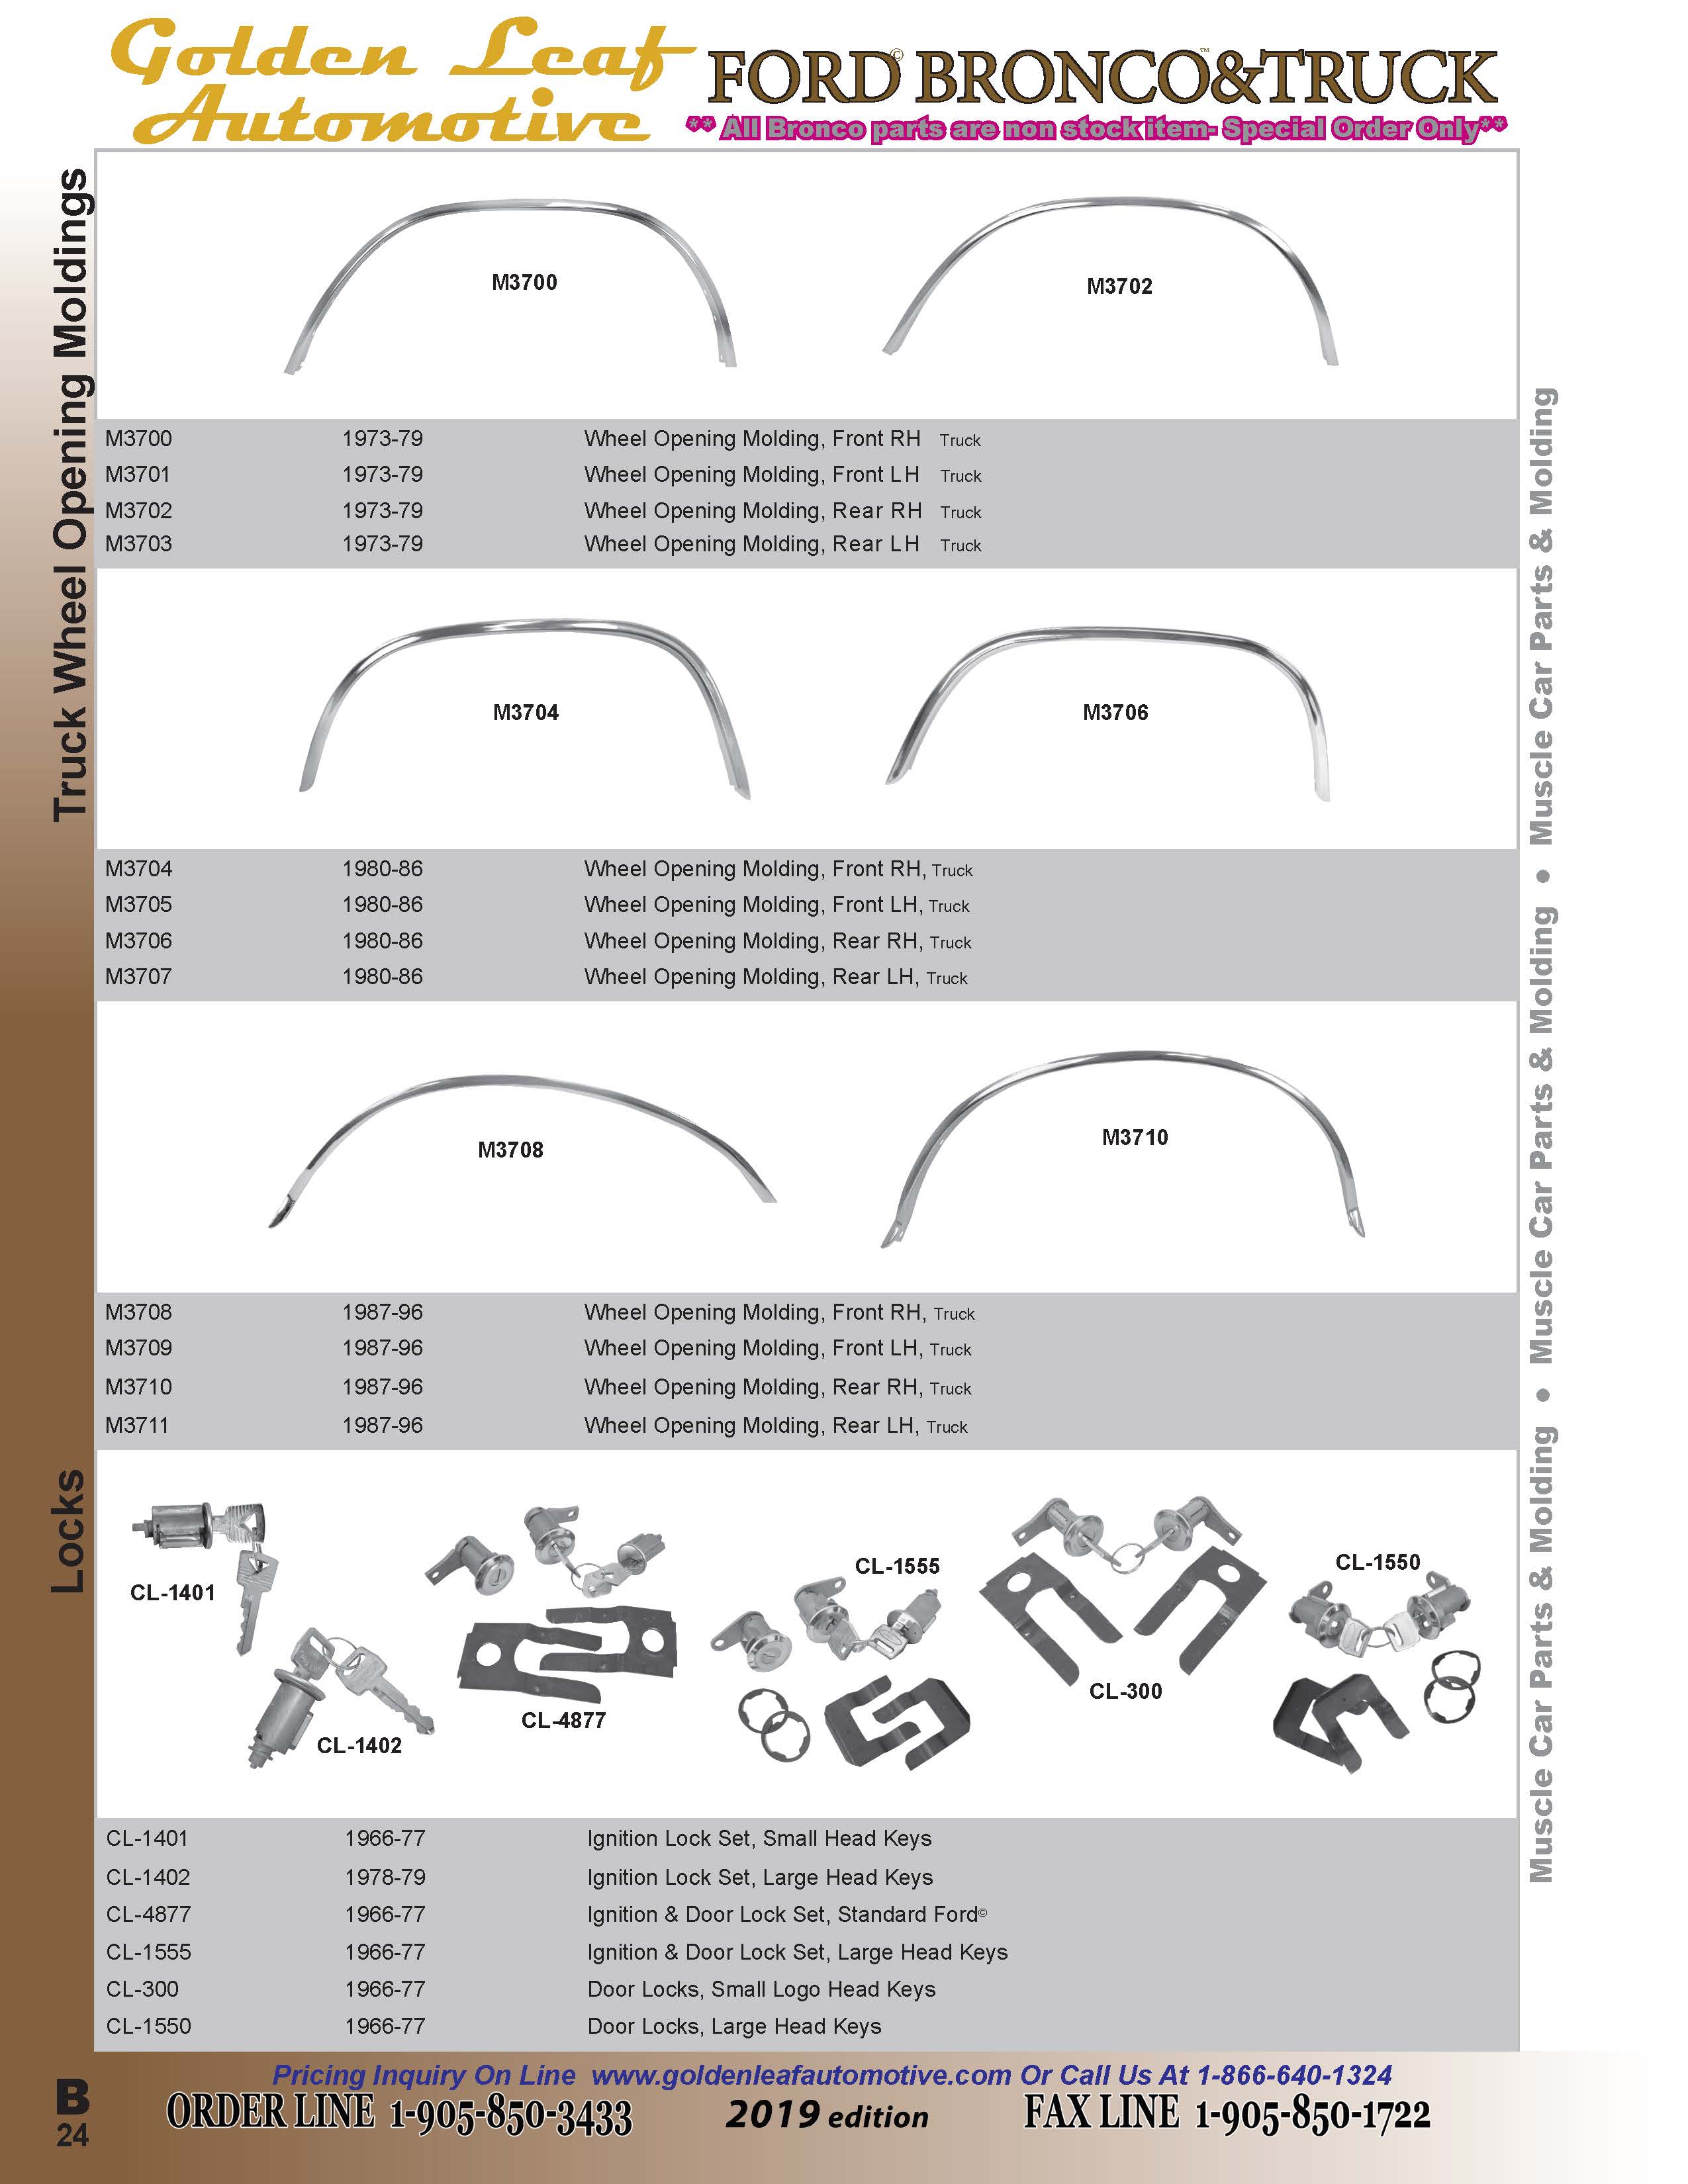 Golden Leaf
Automotive
FORD© BRONCO™&TRUCK
** All Bronco parts are non stock item- Special Order Only**
Truck Wheel Opening Moldings
M3700
M3702
M3700 1973-79 Wheel Opening Molding, Front RH Truck
M3701 1973-79 Wheel Opening Molding, Front LH Truck
M3702 1973-79 Wheel Opening Molding, Rear RH Truck
M3703 1973-79 Wheel Opening Molding, Rear LH Truck
M3704
M3706
M3704 1980-86 Wheel Opening Molding, Front RH, Truck
M3705 1980-86 Wheel Opening Molding, Front LH, Truck
M3706 1980-86 Wheel Opening Molding, Rear RH, Truck
M3707 1980-86 Wheel Opening Molding, Rear LH, Truck
M3708
M3710
M3708 1987-96 Wheel Opening Molding, Front RH, Truck
M3709 1987-96 Wheel Opening Molding, Front LH, Truck
M3710 1987-96 Wheel Opening Molding, Rear RH, Truck
M3711 1987-96 Wheel Opening Molding, Rear LH, Truck
Locks
CL-1401
CL-1402
CL-4877
CL-1555
CL-300
CL-1550
CL-1401 1966-77 Ignition Lock Set, Small Head Keys
CL-1402 1978-79 Ignition Lock Set, Large Head Keys
CL-4877 1966-77 Ignition & Door Lock Set, Standard Ford©
CL-1555 1966-77 Ignition & Door Lock Set, Large Head Keys
CL-300 1966-77 Door Locks, Small Logo Head Keys
CL-1550 1966-77 Door Locks, Large Head Keys
Muscle Car Parts & Molding • Muscle Car Parts & Molding • Muscle Car Parts & Molding
Pricing Inquiry On Line www.goldenleafautomotive.com Or Call Us At 1-866-640-1324
B
24
ORDER LINE 1-905-850-3433
2019 edition
FAX LINE 1-905-850-1722